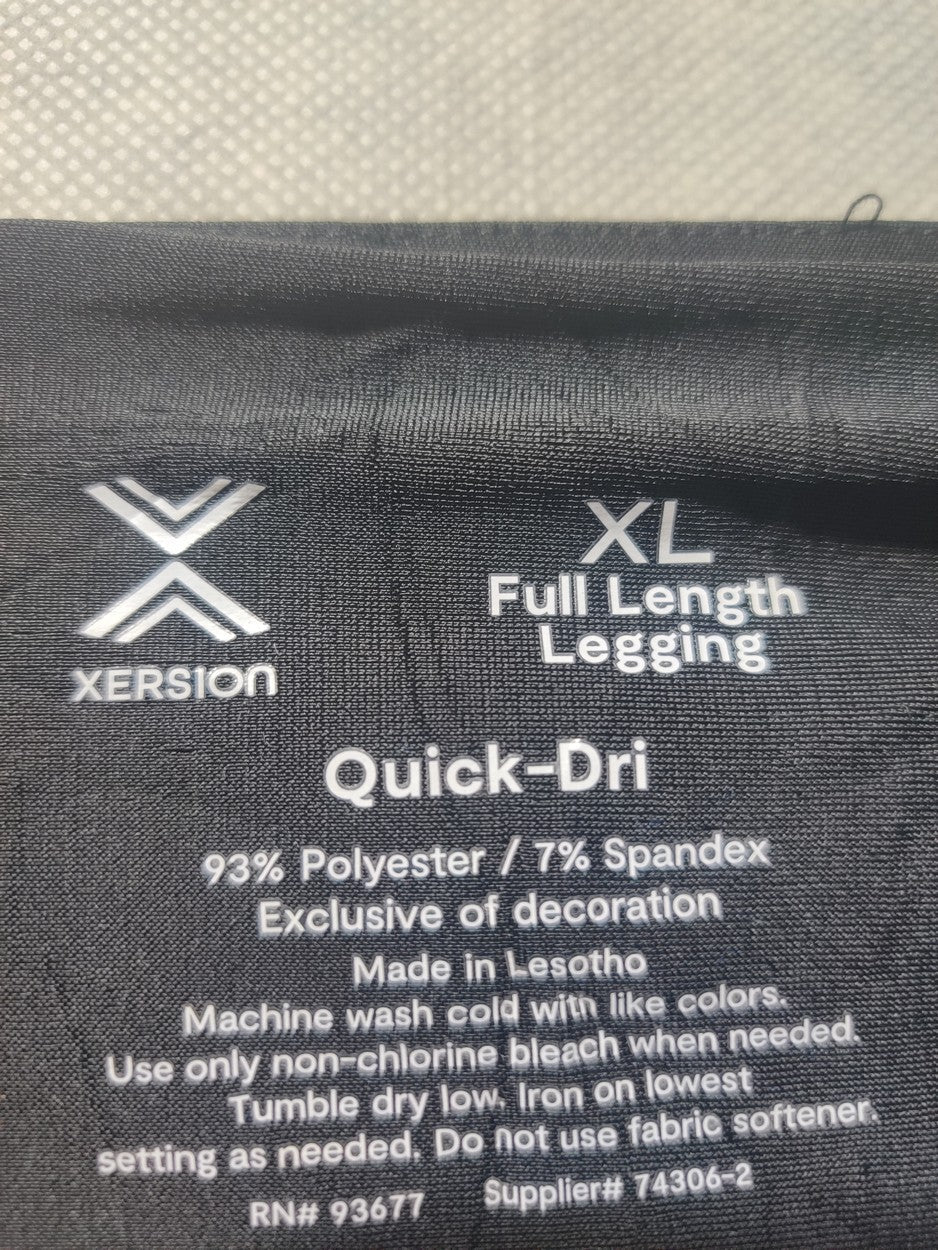 XERSION
XL
Full Length
Legging
Quick-Dri
93% Polyester / 7% Spandex
Exclusive of decoration
Made in Lesotho
Machine wash cold with like colors.
Use only non-chlorine bleach when needed.
Tumble dry low. Iron on lowest
setting as needed. Do not use fabric softener.
RN# 93677 Supplier# 74306-2